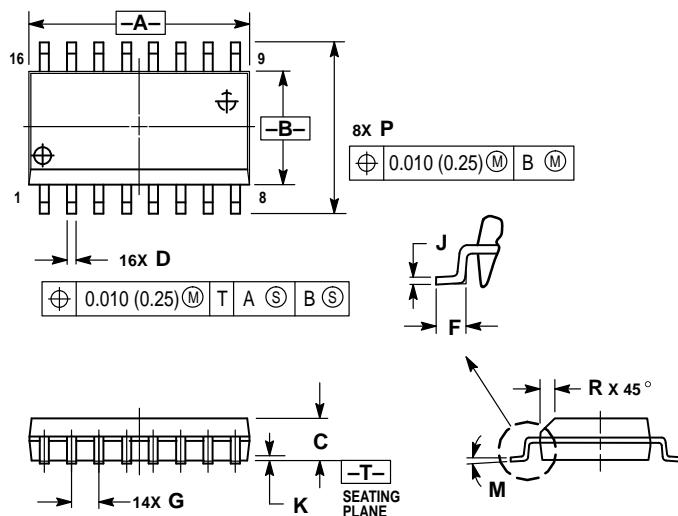 –A–
16
9
–B–
8X P
⌖ 0.010 (0.25) Ⓜ B Ⓜ
1
8
16X D
J
⌖ 0.010 (0.25) Ⓜ T A Ⓢ B Ⓢ
F
R X 45°
C
–T–
SEATING
PLANE
K
14X G
M